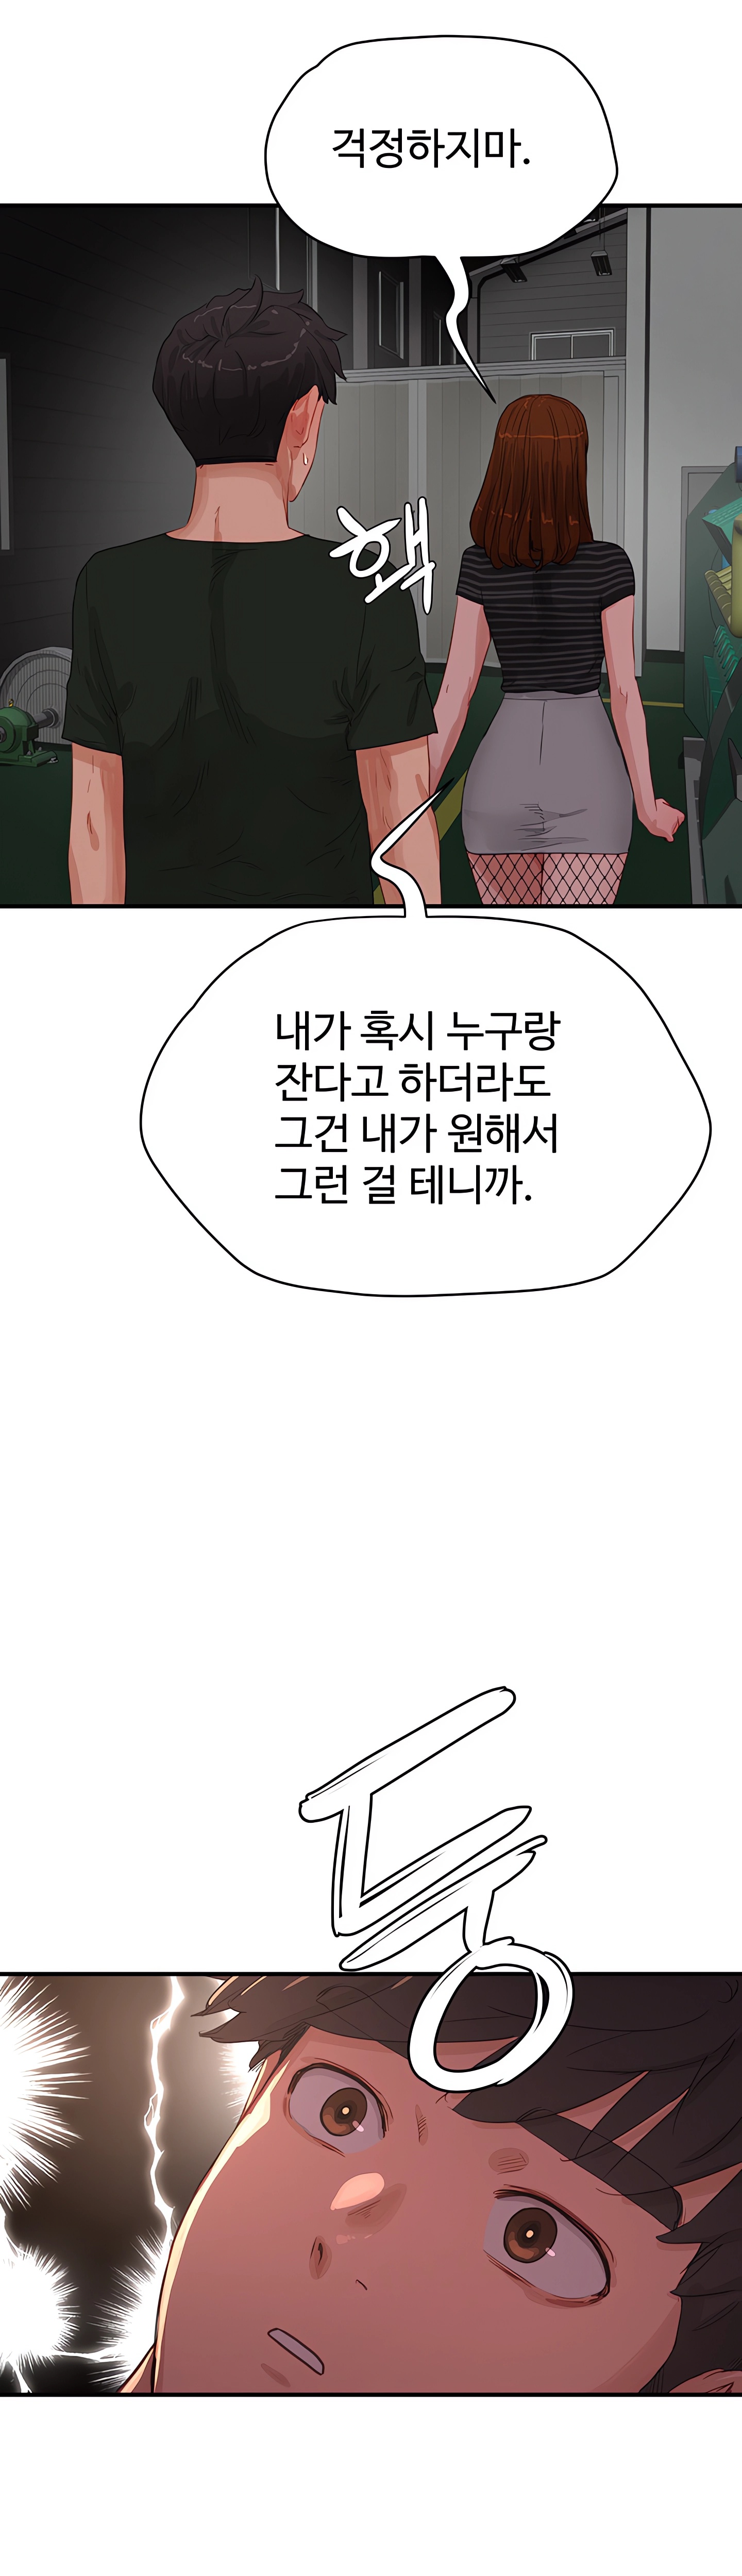 걱정하지마.
홱
내가 혹시 누구랑
잔다고 하더라도
그건 내가 원해서
그런 걸 테니까.
둥